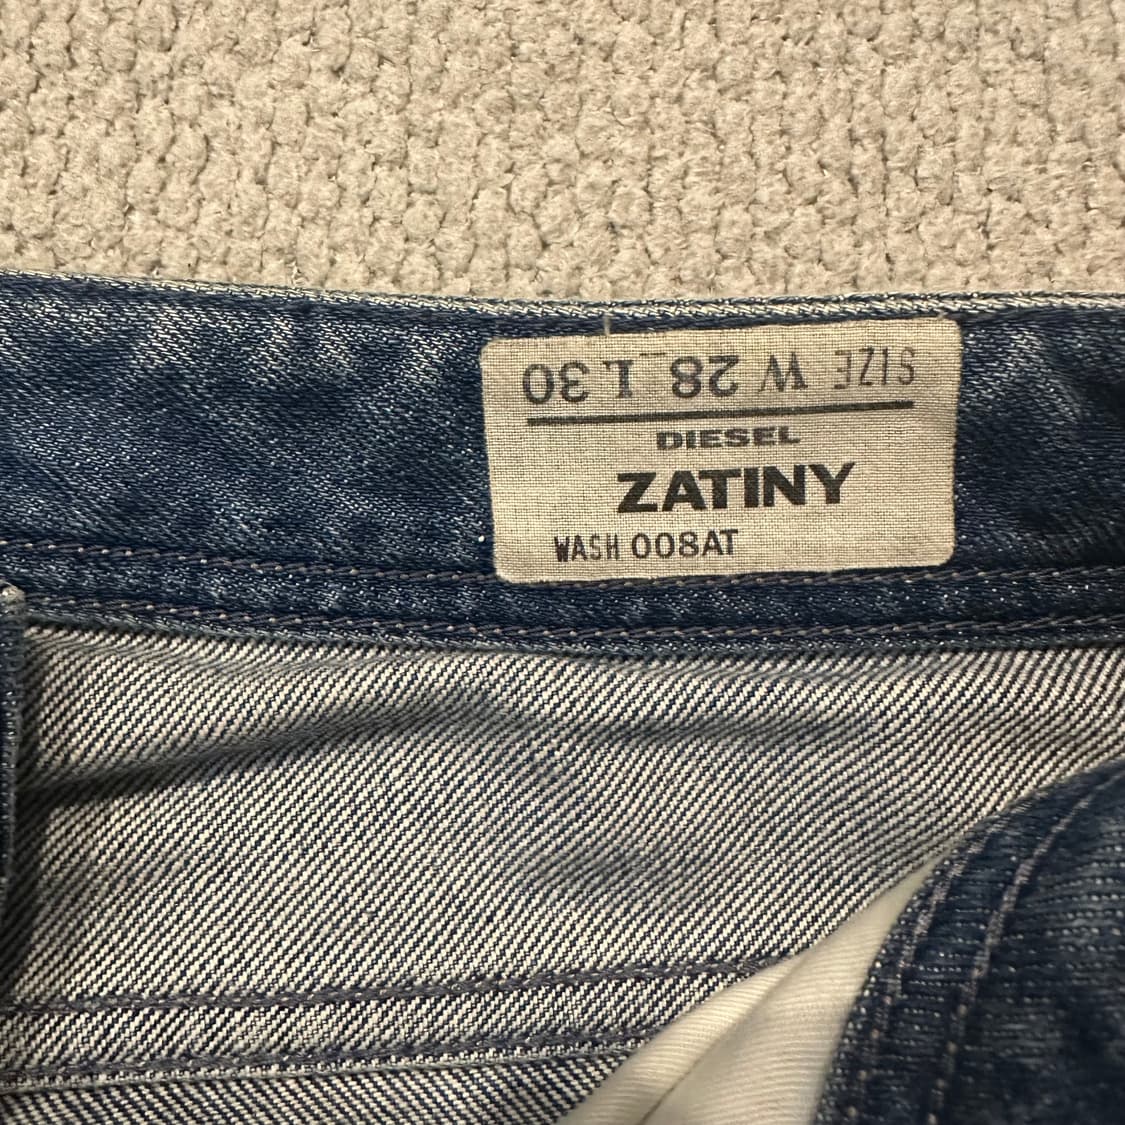 SIZE W 28 L 30
DIESEL
ZATINY
WASH 008AT